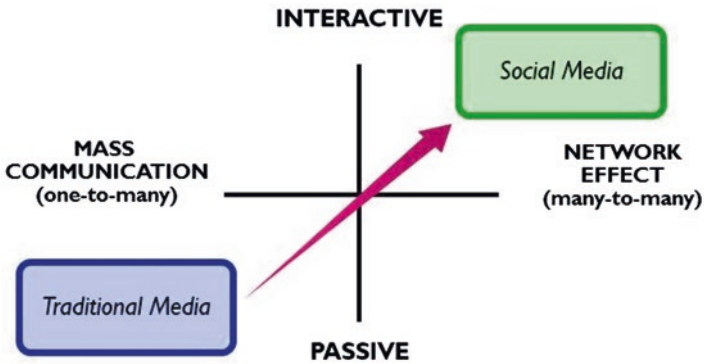 INTERACTIVE
Social Media
MASS
COMMUNICATION
(one-to-many)
NETWORK
EFFECT
(many-to-many)
Traditional Media
PASSIVE